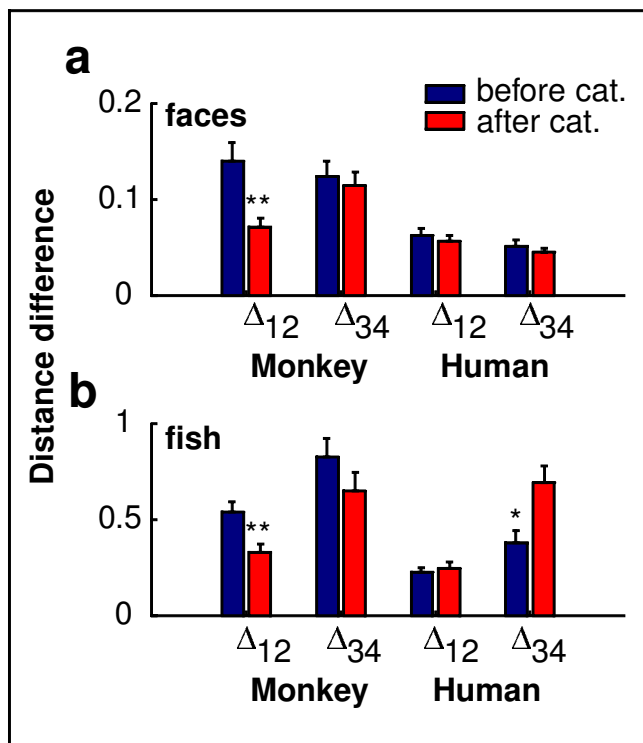 a
before cat.
after cat.
0.2
faces
**
0.1
0
Δ12 Δ34 Δ12 Δ34
Monkey Human
Distance difference
b
1
fish
**
*
0.5
0
Δ12 Δ34 Δ12 Δ34
Monkey Human